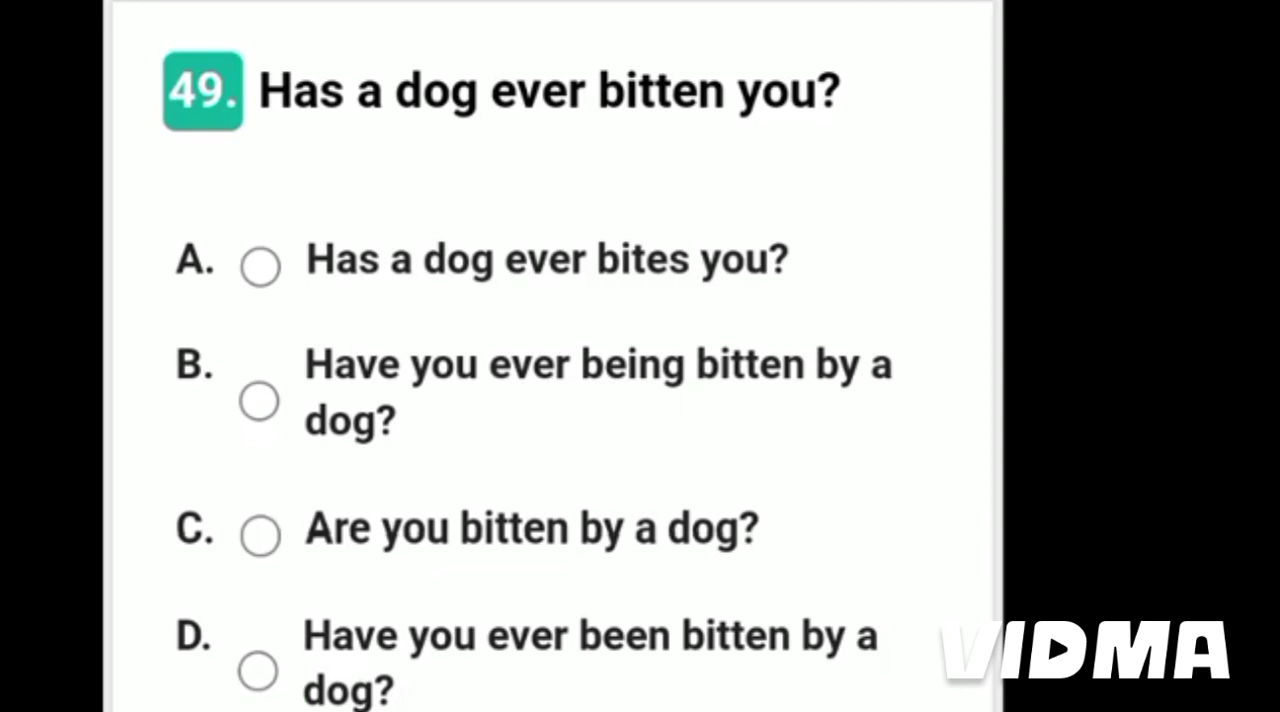 49. Has a dog ever bitten you?
A. Has a dog ever bites you?
B. Have you ever being bitten by a
dog?
C. Are you bitten by a dog?
D. Have you ever been bitten by a
dog?
VIDMA